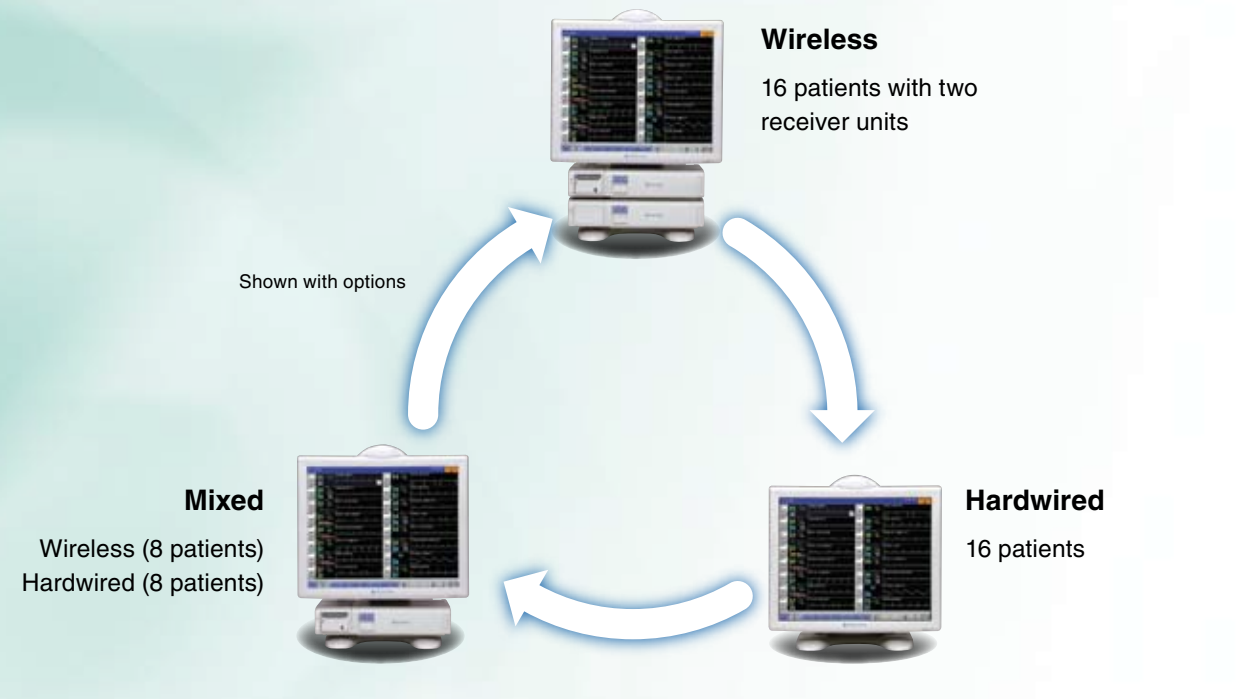 Wireless
16 patients with two
receiver units
Shown with options
Mixed
Wireless (8 patients)
Hardwired (8 patients)
Hardwired
16 patients